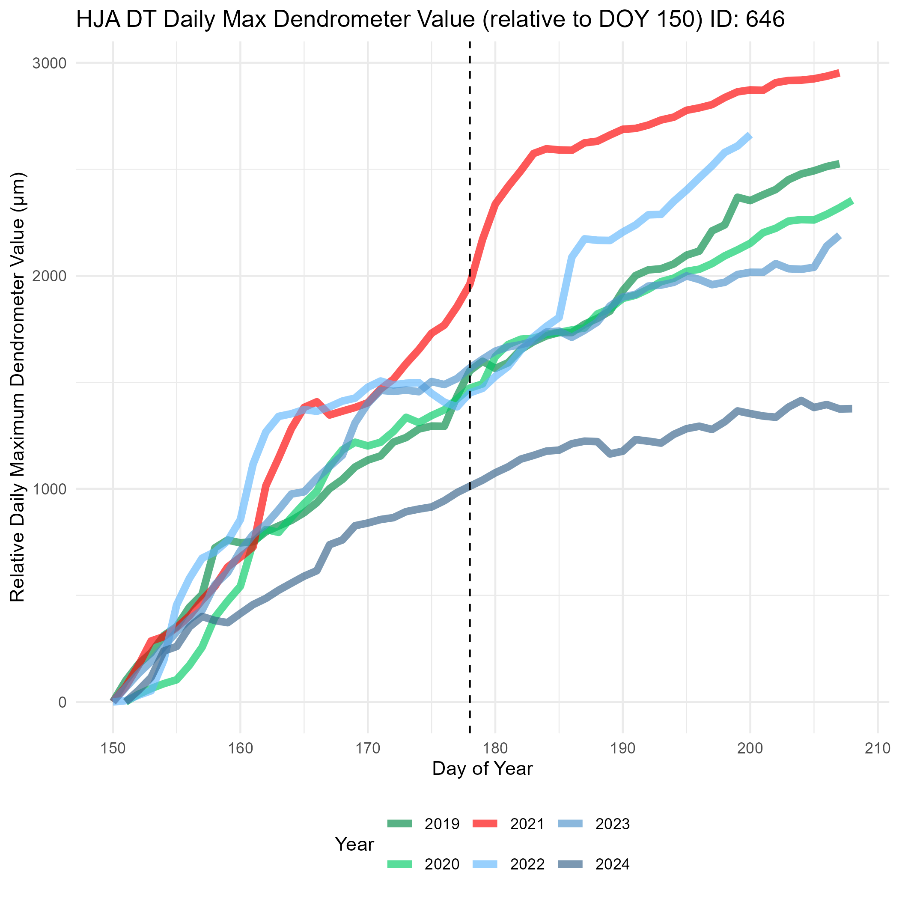 HJA DT Daily Max Dendrometer Value (relative to DOY 150) ID: 646
Relative Daily Maximum Dendrometer Value (μm)
3000
2000
1000
0
150 160 170 180 190 200 210
Day of Year
Year
2019 2021 2023
2020 2022 2024